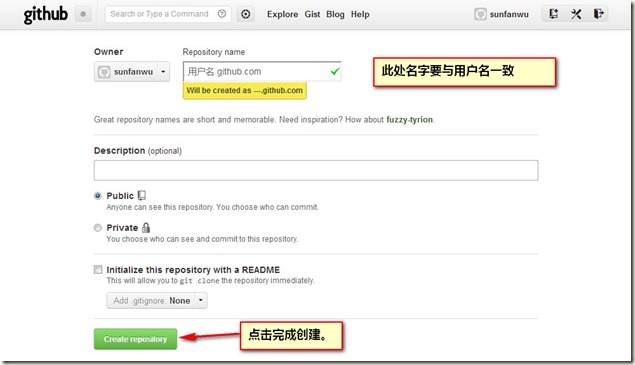 github Search or Type a Command Explore Gist Blog Help sunfanwu
Owner Repository name
sunfanwu 用户名.github.com
此处名字要与用户名一致
Will be created as ---.github.com
Great repository names are short and memorable. Need inspiration? How about fuzzy-tyrion.
Description (optional)
Public
Anyone can see this repository. You choose who can commit.
Private
You choose who can see and commit to this repository.
Initialize this repository with a README
This will allow you to git clone the repository immediately.
Add .gitignore: None
Create repository
点击完成创建。